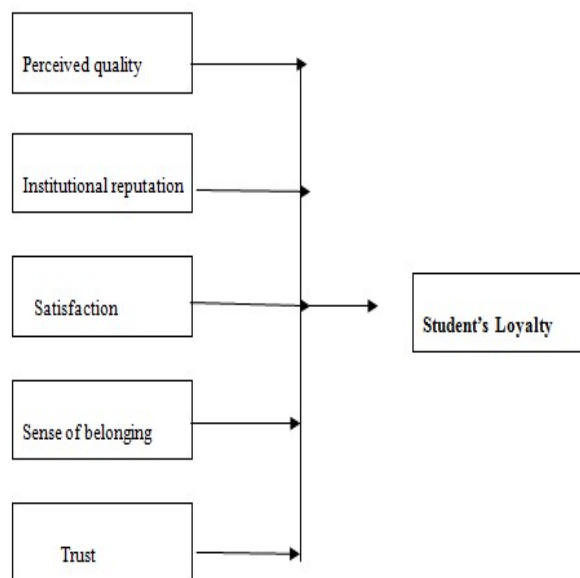 Perceived quality
Institutional reputation
Satisfaction
Student’s Loyalty
Sense of belonging
Trust